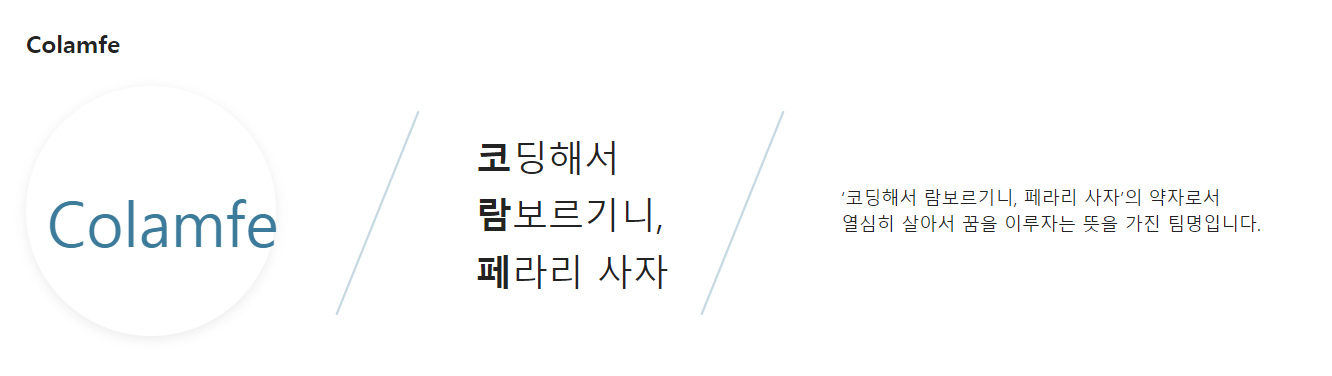 Colamfe
Colamfe
코딩해서
람보르기니,
페라리 사자
'코딩해서 람보르기니, 페라리 사자'의 약자로서
열심히 살아서 꿈을 이루자는 뜻을 가진 팀명입니다.